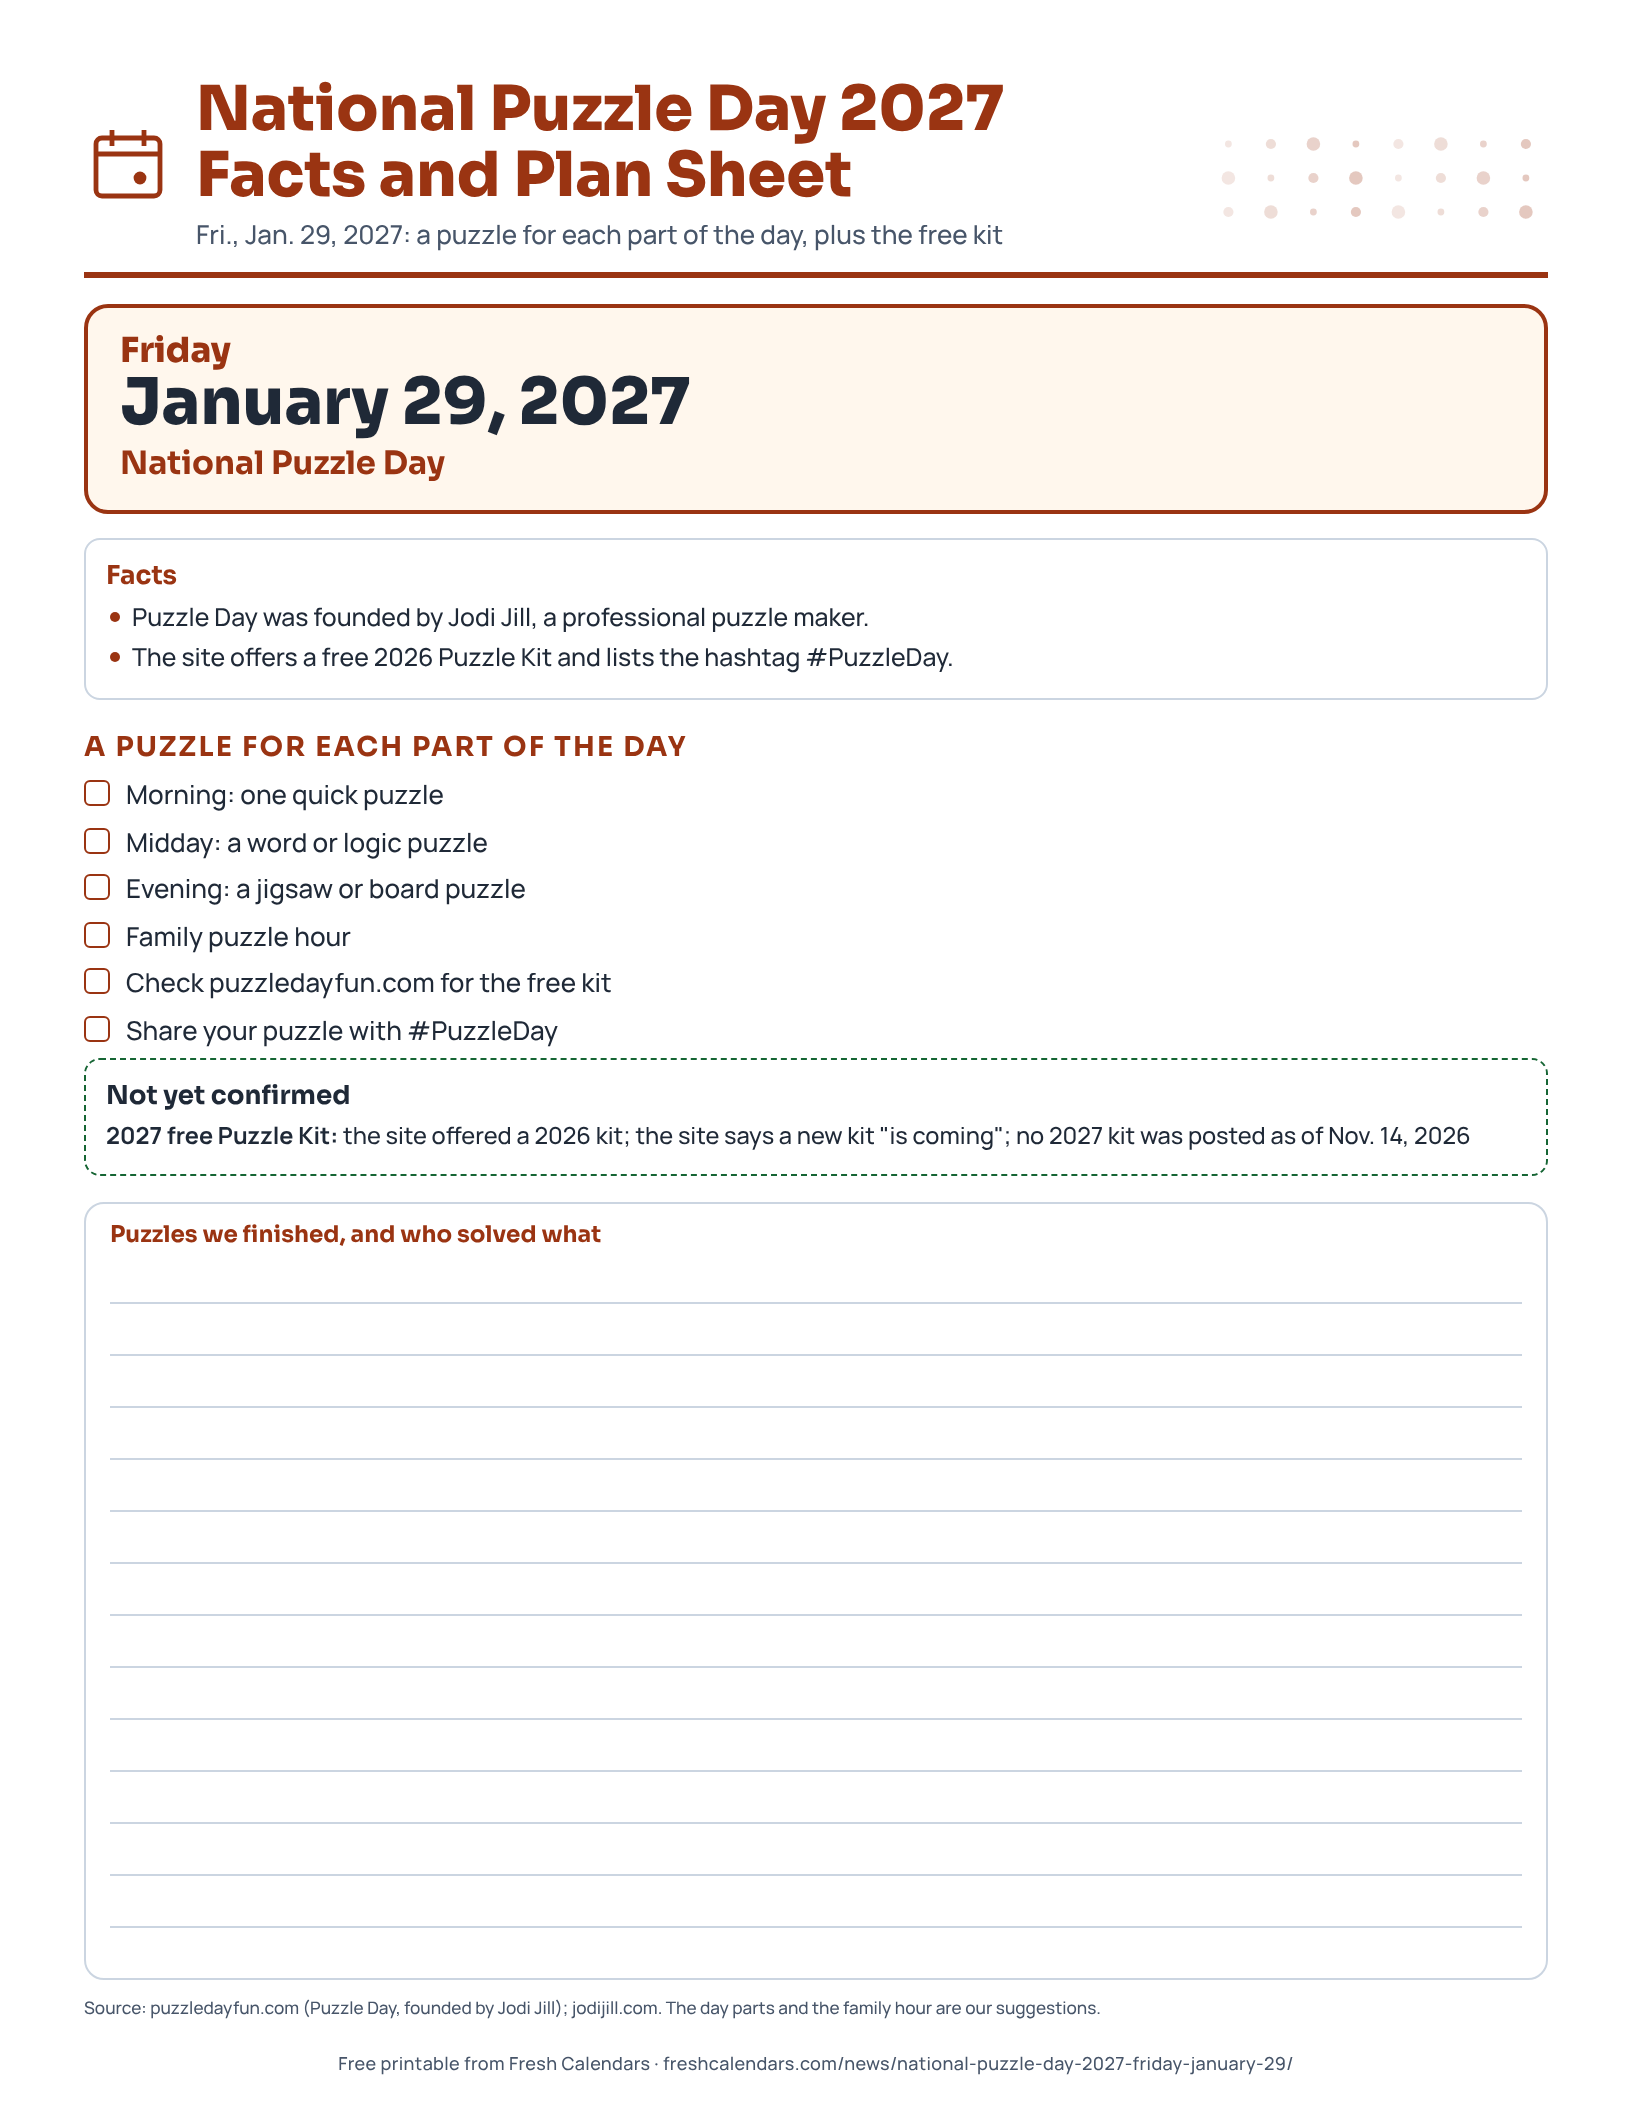 National Puzzle Day 2027
Facts and Plan Sheet
Fri., Jan. 29, 2027: a puzzle for each part of the day, plus the free kit
Friday
January 29, 2027
National Puzzle Day
Facts
Puzzle Day was founded by Jodi Jill, a professional puzzle maker.
The site offers a free 2026 Puzzle Kit and lists the hashtag #PuzzleDay.
A PUZZLE FOR EACH PART OF THE DAY
Morning: one quick puzzle
Midday: a word or logic puzzle
Evening: a jigsaw or board puzzle
Family puzzle hour
Check puzzledayfun.com for the free kit
Share your puzzle with #PuzzleDay
Not yet confirmed
2027 free Puzzle Kit: the site offered a 2026 kit; the site says a new kit "is coming"; no 2027 kit was posted as of Nov. 14, 2026
Puzzles we finished, and who solved what
Source: puzzledayfun.com (Puzzle Day, founded by Jodi Jill); jodijill.com. The day parts and the family hour are our suggestions.
Free printable from Fresh Calendars · freshcalendars.com/news/national-puzzle-day-2027-friday-january-29/